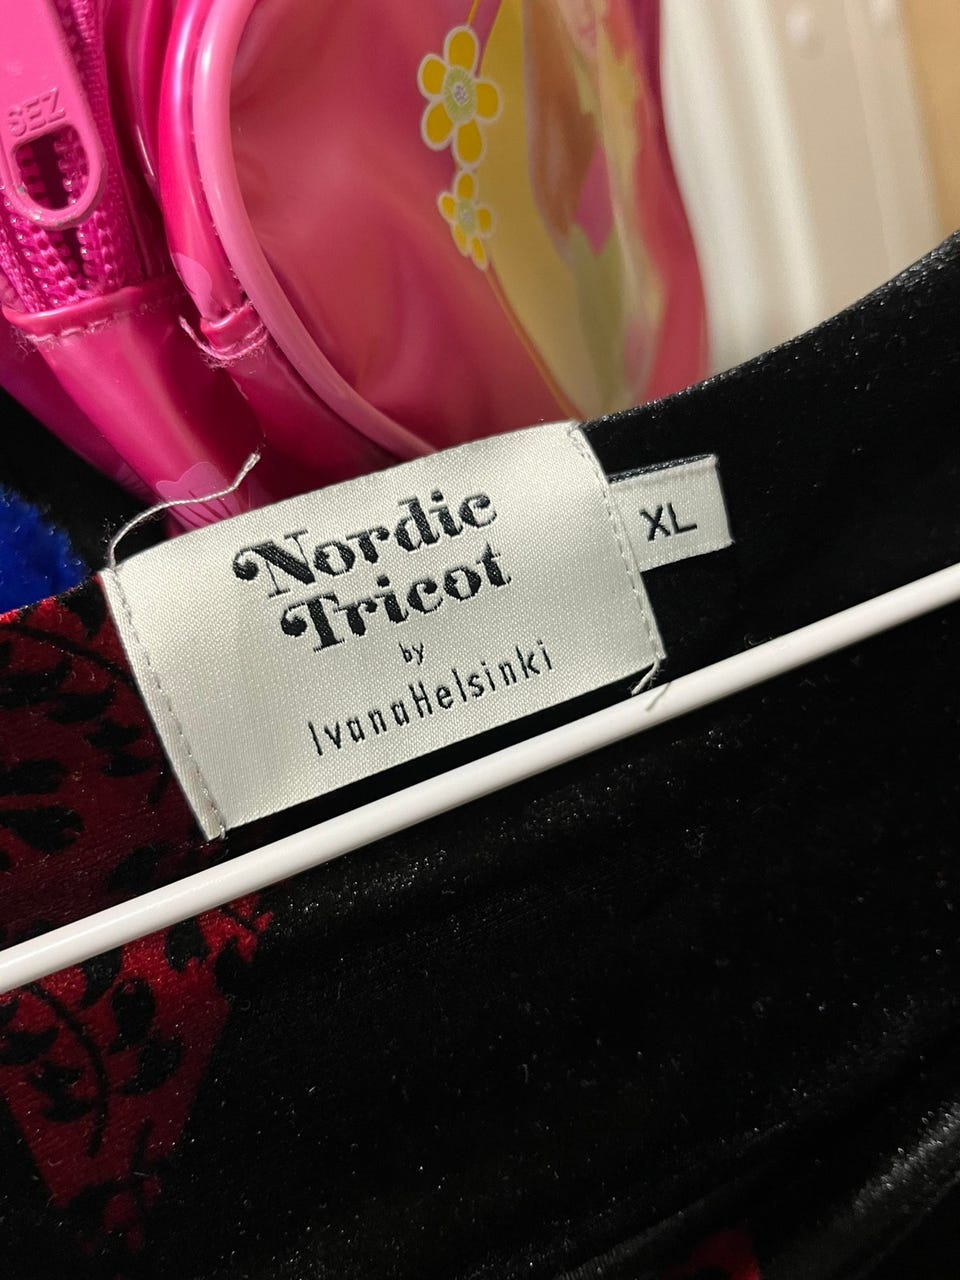 SEZ
Nordic
Tricot
by
IvanaHelsinki
XL